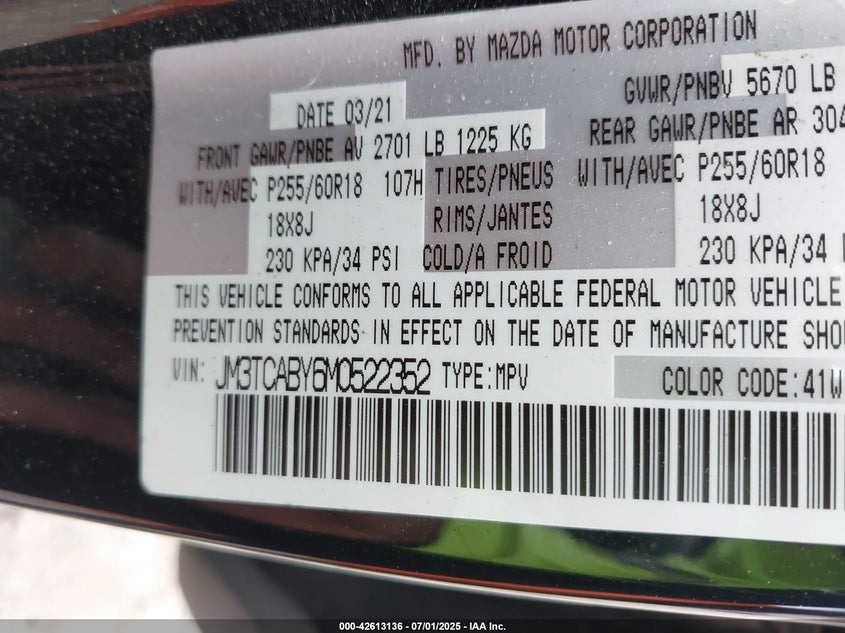 MFD. BY MAZDA MOTOR CORPORATION
DATE 03/21 GVWR/PNBV 5670 LB
FRONT GAWR/PNBE AV 2701 LB 1225 KG REAR GAWR/PNBE AR 304
WITH/AVEC P255/60R18 107H TIRES/PNEUS WITH/AVEC P255/60R18
18X8J RIMS/JANTES 18X8J
230 KPA/34 PSI COLD/A FROID 230 KPA/34
THIS VEHICLE CONFORMS TO ALL APPLICABLE FEDERAL MOTOR VEHICLE
PREVENTION STANDARDS IN EFFECT ON THE DATE OF MANUFACTURE SHO
VIN: JM3TCABY6M0522352 TYPE:MPV COLOR CODE:41W
000-42613136 - 07/01/2025 - IAA Inc.